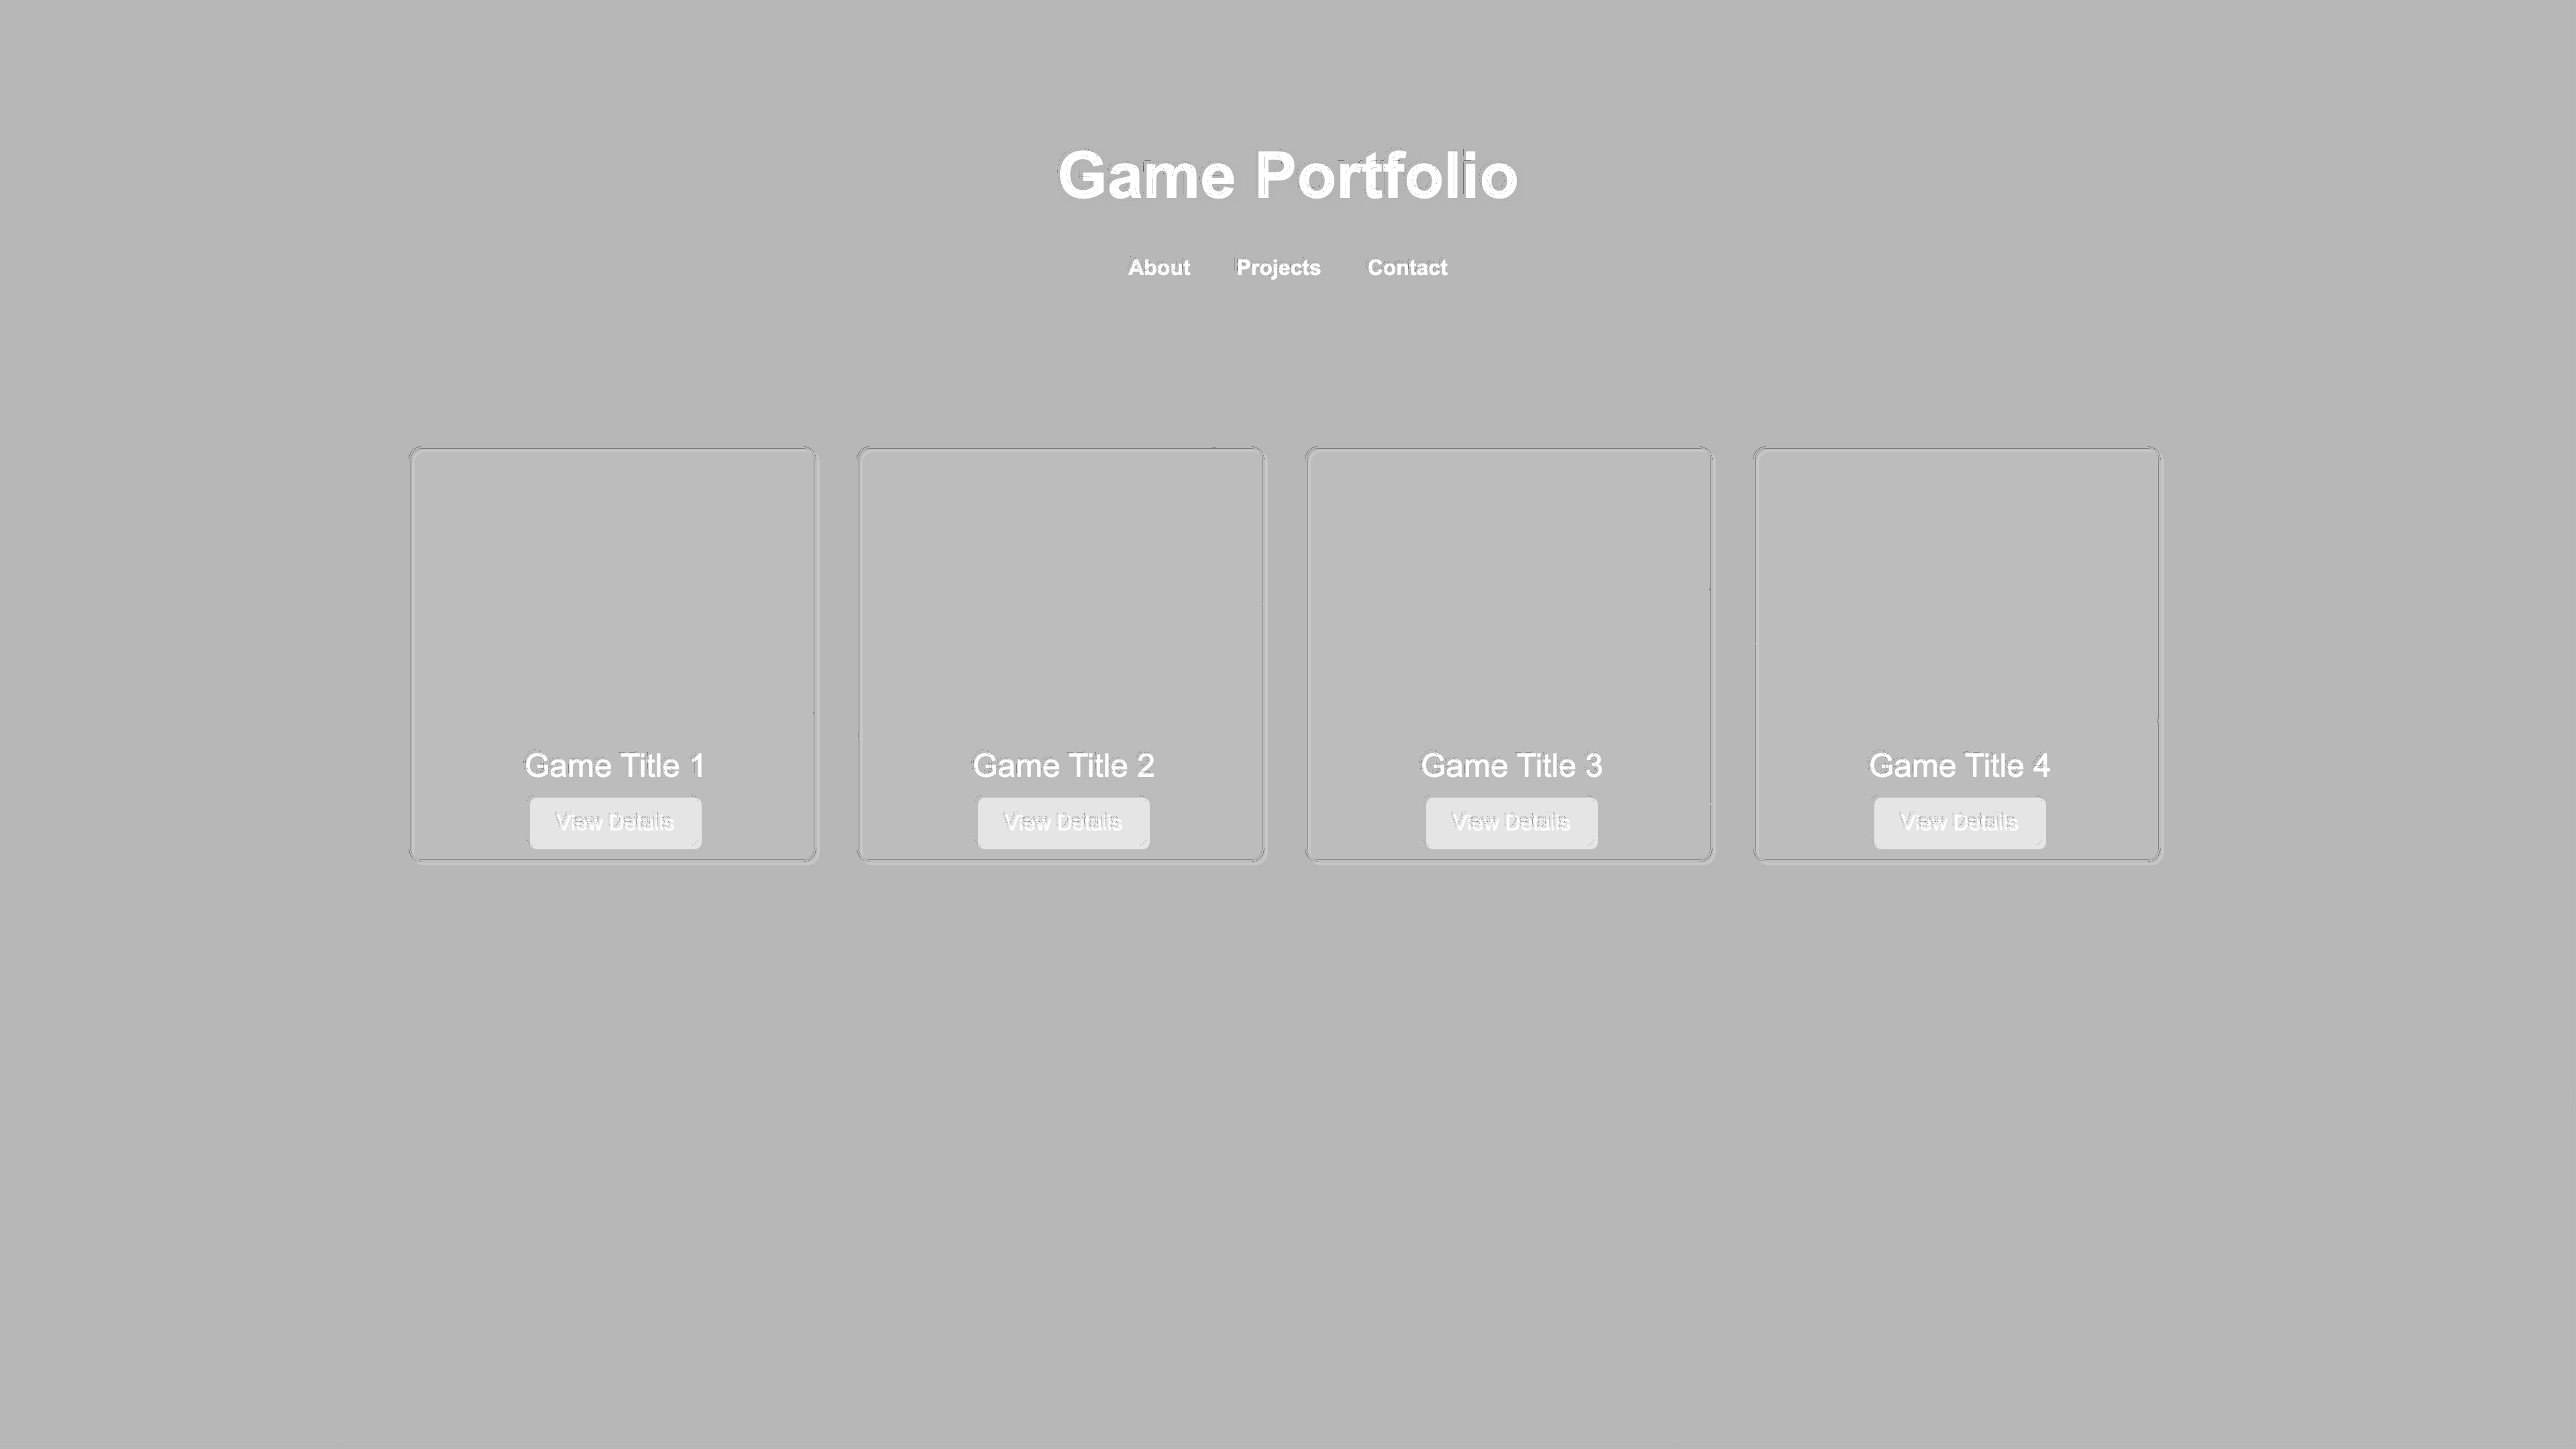 Game Portfolio
About Projects Contact
Game Title 1 Game Title 2 Game Title 3 Game Title 4
View Details View Details View Details View Details